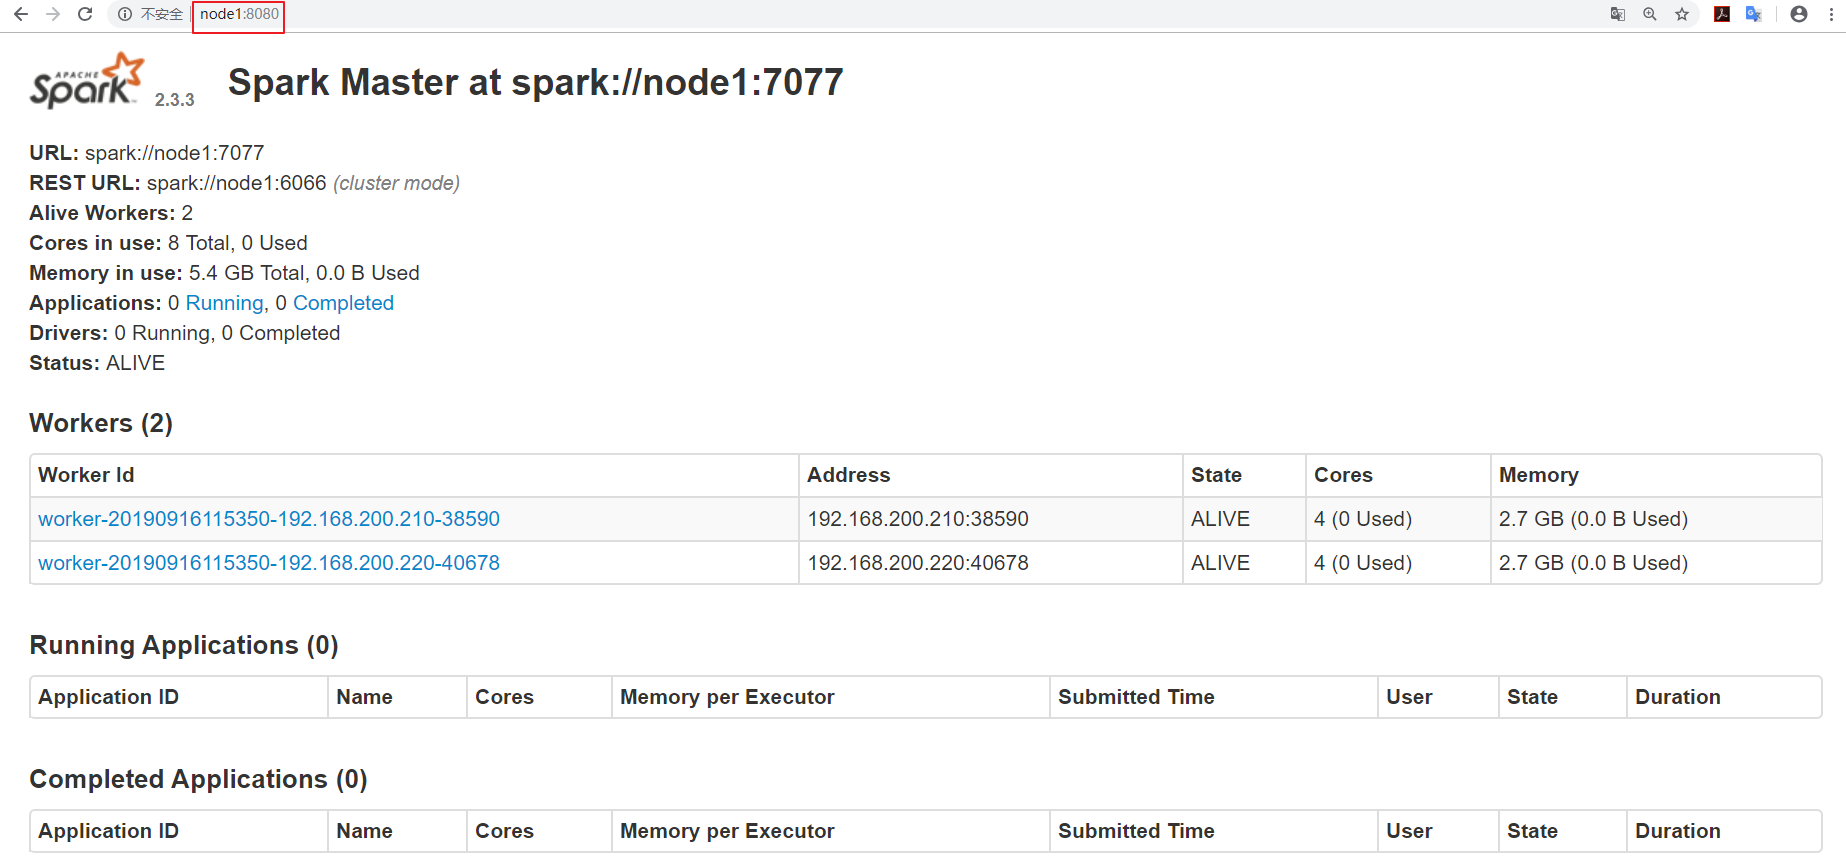 不安全 node1:8080
APACHE
Spark 2.3.3 Spark Master at spark://node1:7077
URL: spark://node1:7077
REST URL: spark://node1:6066 (cluster mode)
Alive Workers: 2
Cores in use: 8 Total, 0 Used
Memory in use: 5.4 GB Total, 0.0 B Used
Applications: 0 Running, 0 Completed
Drivers: 0 Running, 0 Completed
Status: ALIVE
Workers (2)
Worker Id Address State Cores Memory
worker-20190916115350-192.168.200.210-38590 192.168.200.210:38590 ALIVE 4 (0 Used) 2.7 GB (0.0 B Used)
worker-20190916115350-192.168.200.220-40678 192.168.200.220:40678 ALIVE 4 (0 Used) 2.7 GB (0.0 B Used)
Running Applications (0)
Application ID Name Cores Memory per Executor Submitted Time User State Duration
Completed Applications (0)
Application ID Name Cores Memory per Executor Submitted Time User State Duration